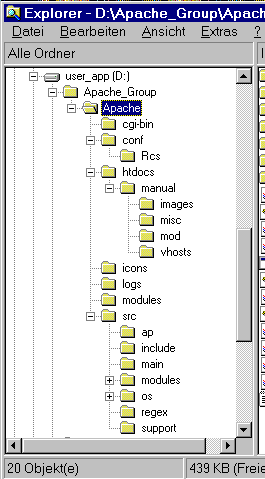 Explorer - D:\Apache_Group\Apach
Datei Bearbeiten Ansicht Extras ?
Alle Ordner
user_app (D:)
Apache_Group
Apache
cgi-bin
conf
Rcs
htdocs
manual
images
misc
mod
vhosts
icons
logs
modules
src
ap
include
main
modules
os
regex
support
20 Objekt(e)
439 KB (Freie